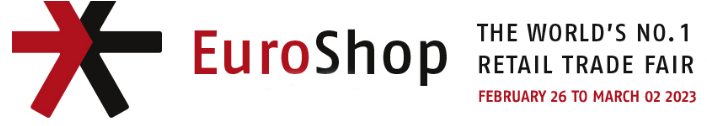 EuroShop
THE WORLD'S NO.1
RETAIL TRADE FAIR
FEBRUARY 26 TO MARCH 02 2023